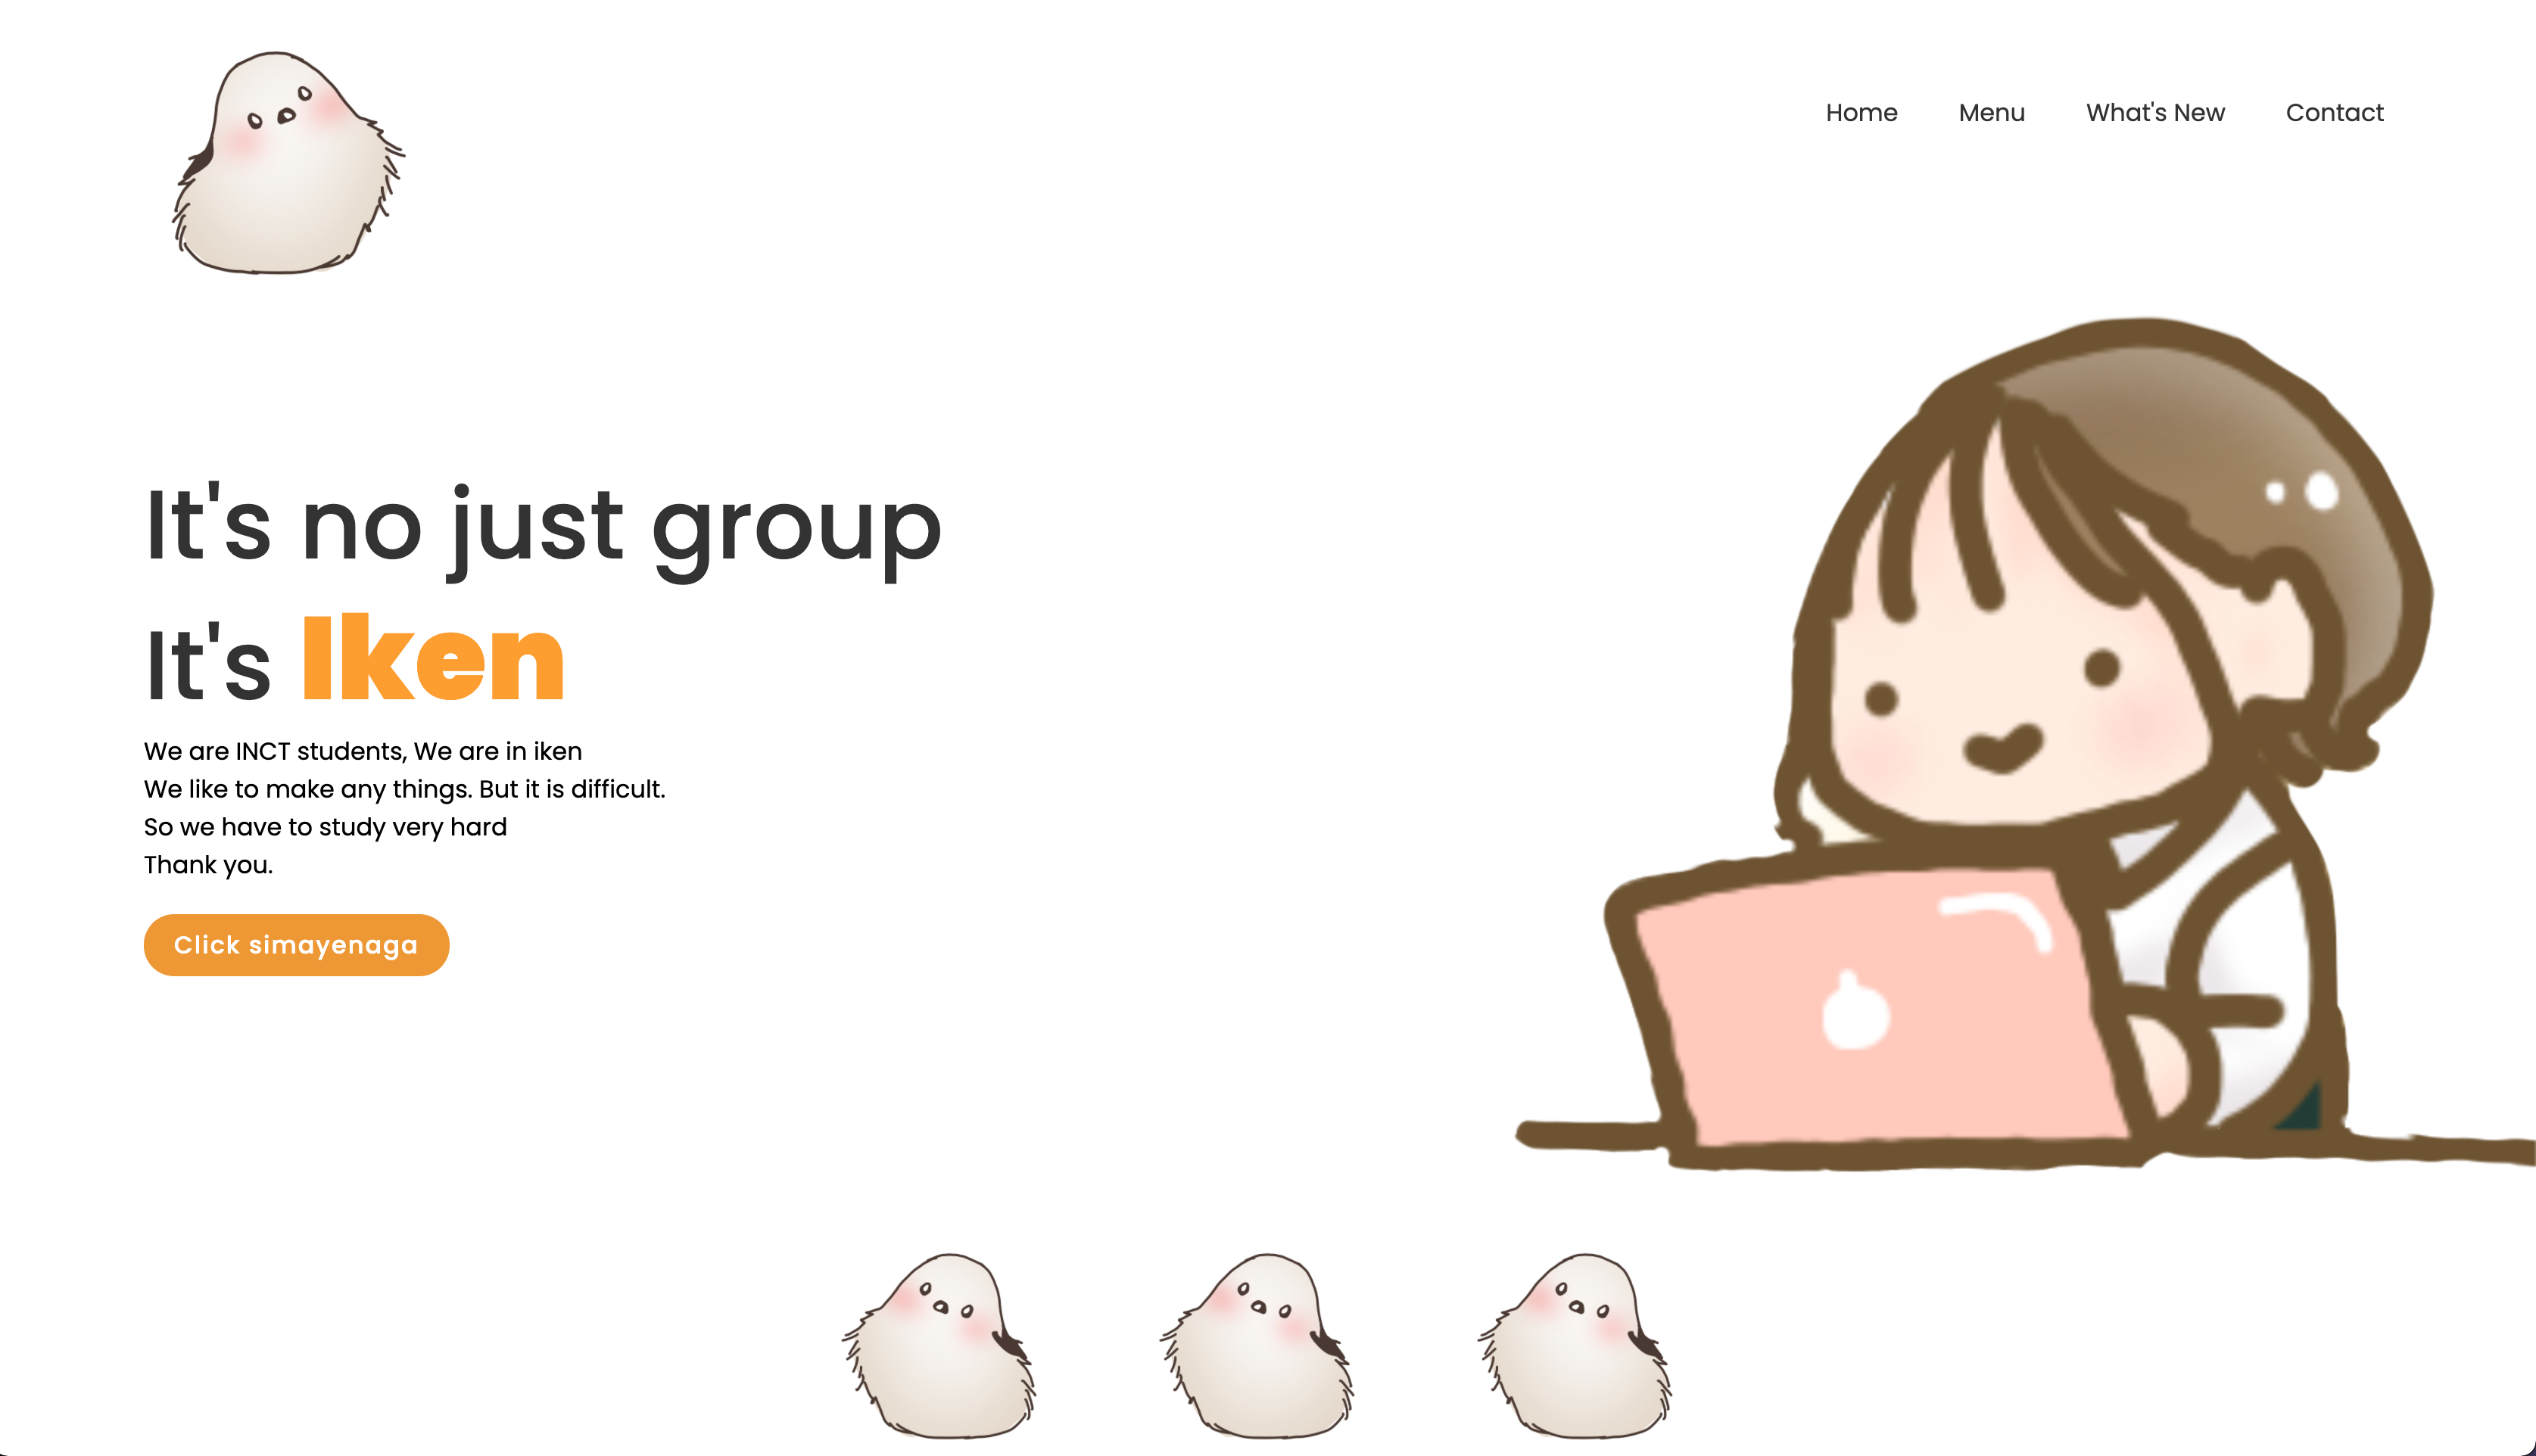 Home Menu What's New Contact
It's no just group
It's Iken
We are INCT students, We are in iken
We like to make any things. But it is difficult.
So we have to study very hard
Thank you.
Click simayenaga